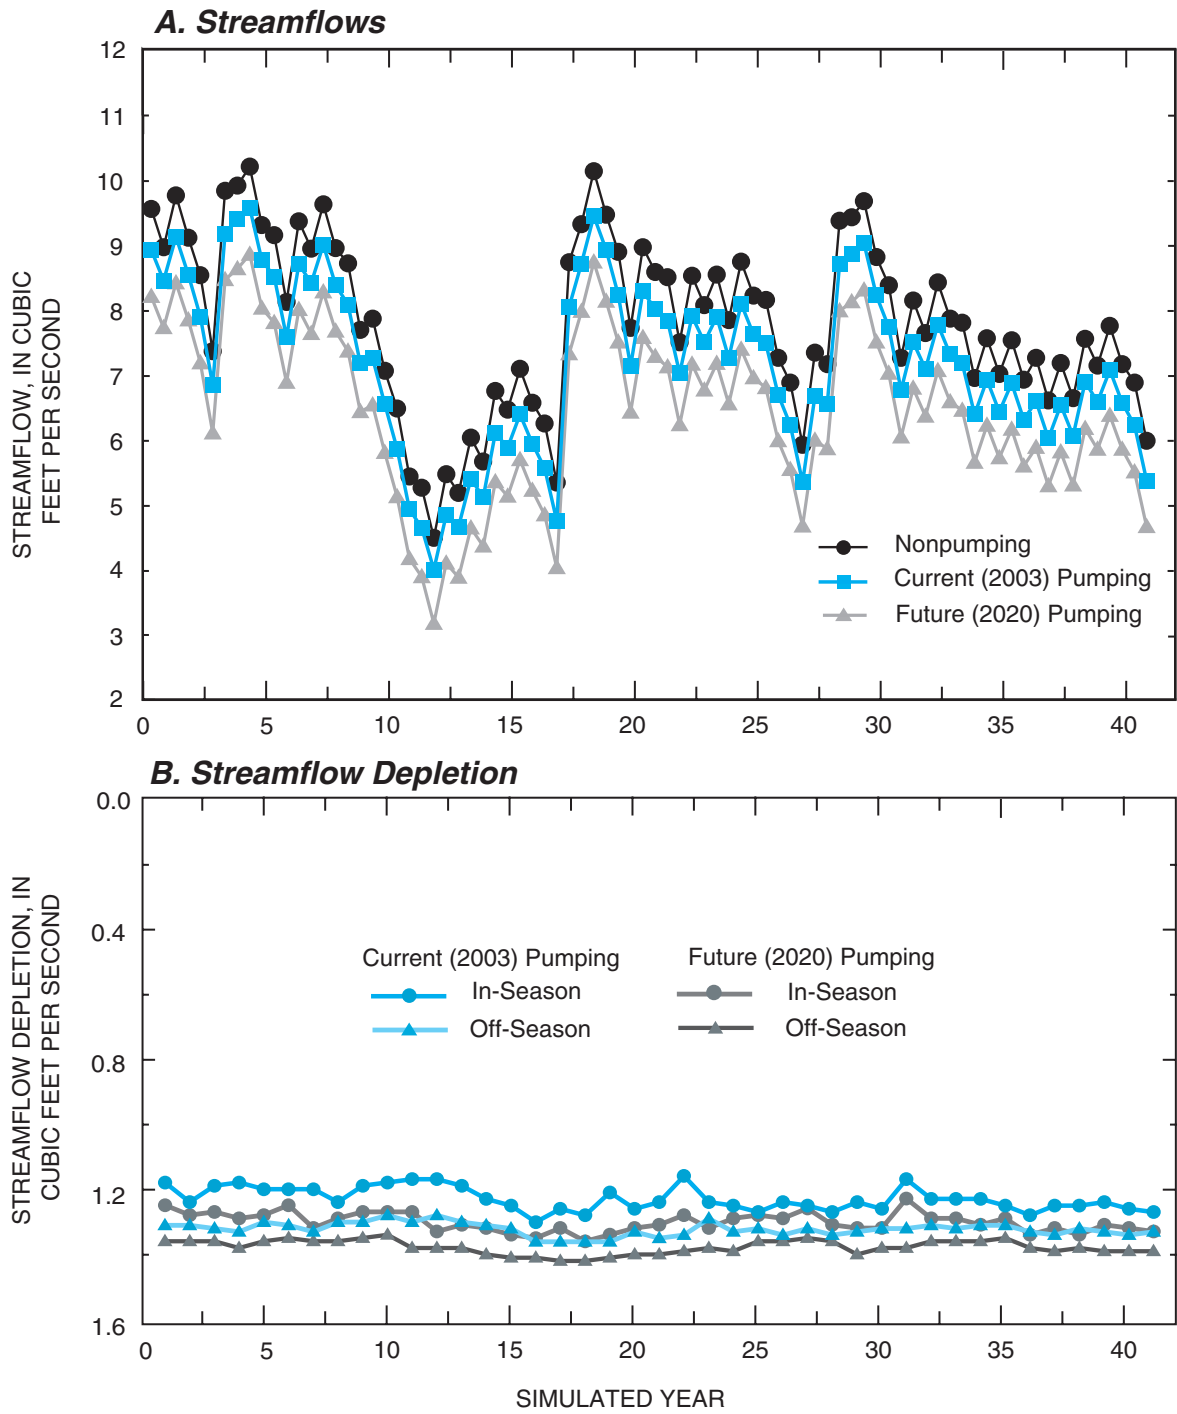 A. Streamflows
STREAMFLOW, IN CUBIC
FEET PER SECOND
12
11
10
9
8
7
6
5
4
3
2
Nonpumping
Current (2003) Pumping
Future (2020) Pumping
0 5 10 15 20 25 30 35 40
B. Streamflow Depletion
STREAMFLOW DEPLETION, IN
CUBIC FEET PER SECOND
0.0
0.4
0.8
1.2
1.6
Current (2003) Pumping
In-Season
Off-Season
Future (2020) Pumping
In-Season
Off-Season
0 5 10 15 20 25 30 35 40
SIMULATED YEAR